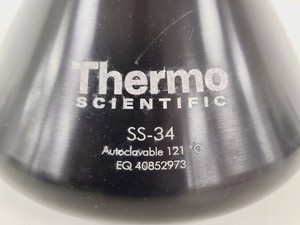 Thermo
SCIENTIFIC
SS-34
Autoclavable 121 °C
EQ 40852973